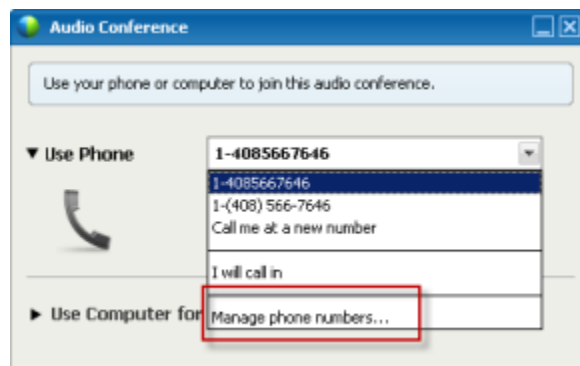 Audio Conference
Use your phone or computer to join this audio conference.
Use Phone
1-4085667646
1-4085667646
1-(408) 566-7646
Call me at a new number
I will call in
Use Computer for
Manage phone numbers...